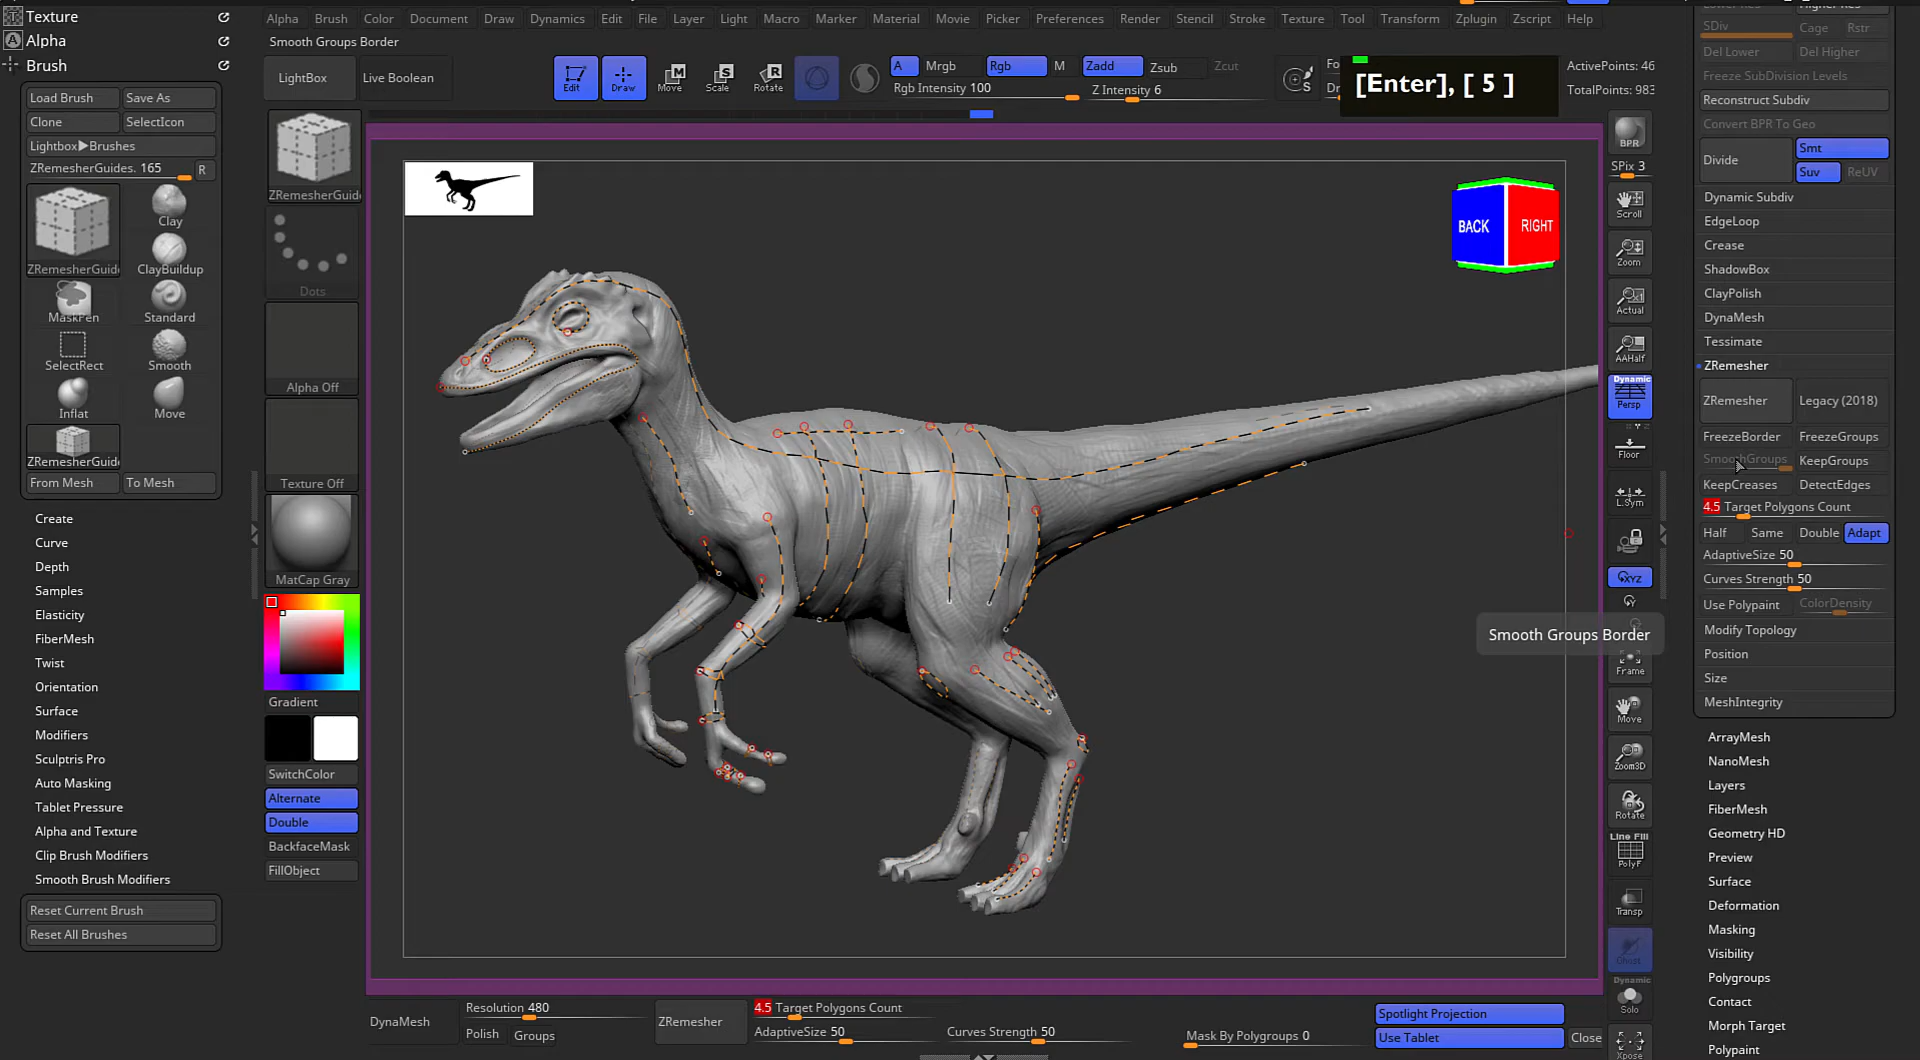 Texture
Alpha
Brush
Load Brush Save As
Clone SelectIcon
Lightbox▶Brushes
ZRemesherGuides. 165 R
ZRemesherGuid
Clay
ClayBuildup
MaskPen Standard
SelectRect Smooth
Inflat Move
ZRemesherGuid
From Mesh To Mesh
Create
Curve
Depth
Samples
Elasticity
FiberMesh
Twist
Orientation
Surface
Modifiers
Sculptris Pro
Auto Masking
Tablet Pressure
Alpha and Texture
Clip Brush Modifiers
Smooth Brush Modifiers
Reset Current Brush
Reset All Brushes
Alpha Brush Color Document Draw Dynamics Edit File Layer Light Macro Marker Material Movie Picker Preferences Render Stencil Stroke Texture Tool Transform Zplugin Zscript Help
Smooth Groups Border
LightBox Live Boolean
Edit Draw Move Scale Rotate
A Mrgb Rgb M Zadd Zsub Zcut
Rgb Intensity 100 Z Intensity 6
Fo
Dr
[Enter], [ 5 ]
ActivePoints: 46
TotalPoints: 983
ZRemesherGuid
Dots
Alpha Off
Texture Off
MatCap Gray
Gradient
SwitchColor
Alternate
Double
BackfaceMask
FillObject
BACK RIGHT
BPR
SPix 3
Scroll
Zoom
Actual
AAHalf
Dynamic
Persp
Floor
L.Sym
XYZ
Y
Frame
Move
Zoom3D
Rotate
Line Fill
PolyF
Transp
Ghost
Dynamic
Solo
Xpose
Smooth Groups Border
SDiv Cage Rstr
Del Lower Del Higher
Freeze SubDivision Levels
Reconstruct Subdiv
Convert BPR To Geo
Divide Smt
Suv ReUV
Dynamic Subdiv
EdgeLoop
Crease
ShadowBox
ClayPolish
DynaMesh
Tessimate
ZRemesher
ZRemesher Legacy (2018)
FreezeBorder FreezeGroups
SmoothGroups KeepGroups
KeepCreases DetectEdges
4.5 Target Polygons Count
Half Same Double Adapt
AdaptiveSize 50
Curves Strength 50
Use Polypaint ColorDensity
Modify Topology
Position
Size
MeshIntegrity
ArrayMesh
NanoMesh
Layers
FiberMesh
Geometry HD
Preview
Surface
Deformation
Masking
Visibility
Polygroups
Contact
Morph Target
Polypaint
DynaMesh
Resolution 480
Polish Groups
ZRemesher
4.5 Target Polygons Count
AdaptiveSize 50 Curves Strength 50
Mask By Polygroups 0
Spotlight Projection
Use Tablet Close